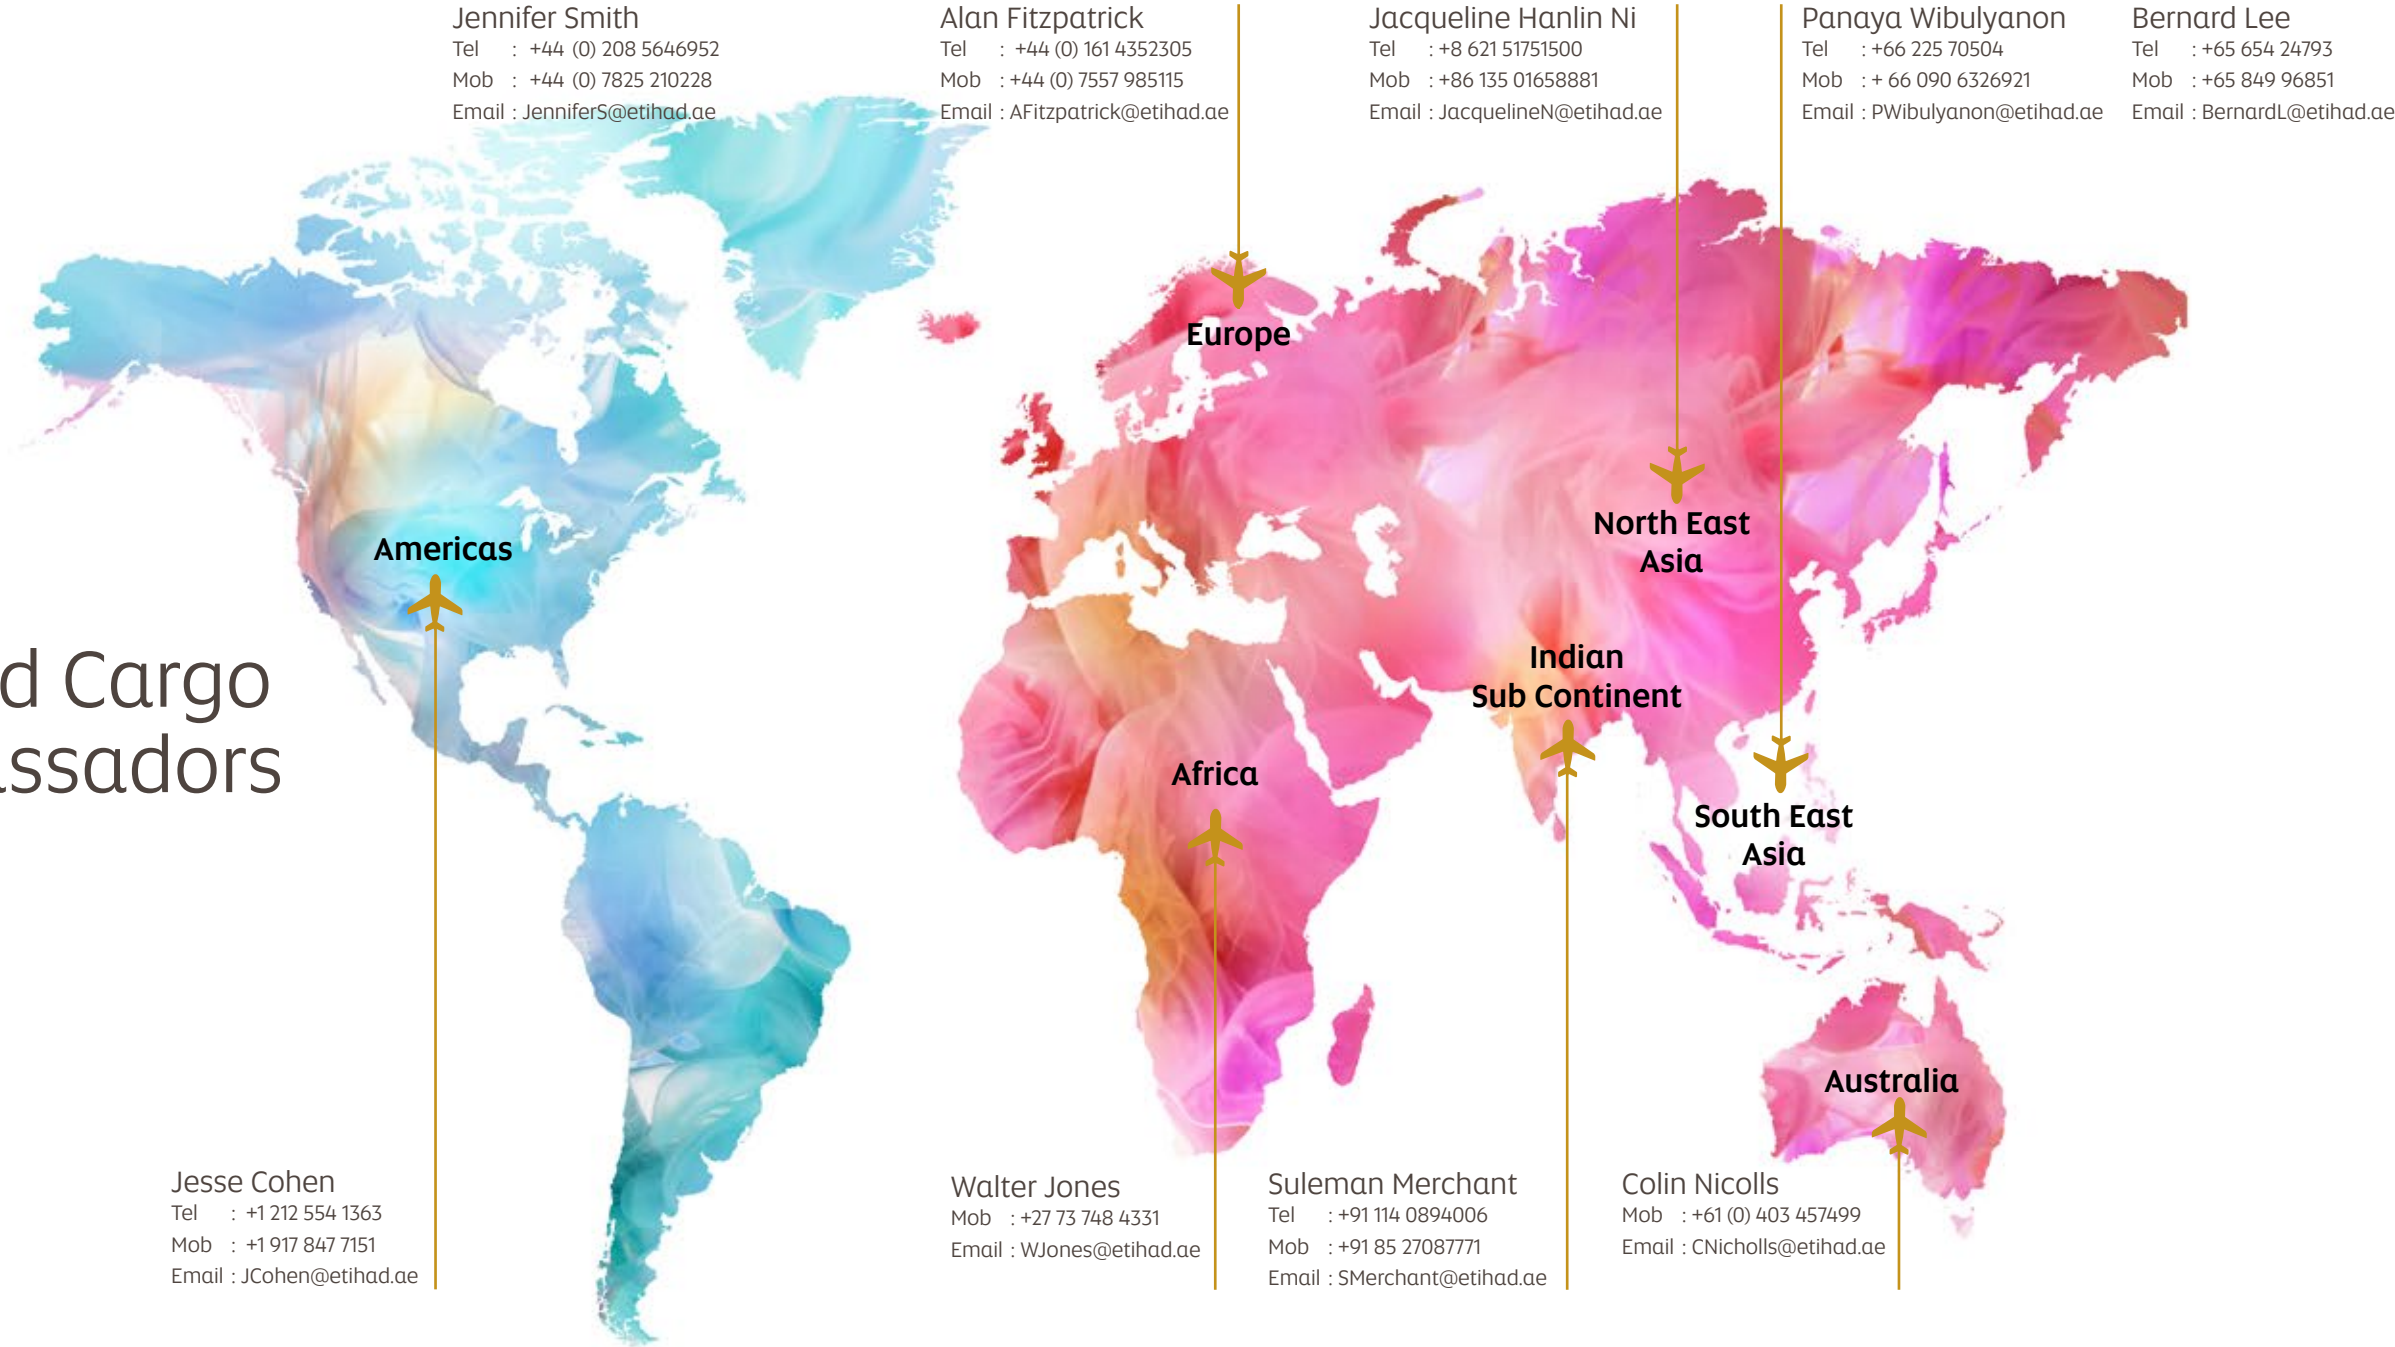 Jennifer Smith
Tel : +44 (0) 208 5646952
Mob : +44 (0) 7825 210228
Email : JenniferS@etihad.ae
Alan Fitzpatrick
Tel : +44 (0) 161 4352305
Mob : +44 (0) 7557 985115
Email : AFitzpatrick@etihad.ae
Jacqueline Hanlin Ni
Tel : +8 621 51751500
Mob : +86 135 01658881
Email : JacquelineN@etihad.ae
Panaya Wibulyanon
Tel : +66 225 70504
Mob : + 66 090 6326921
Email : PWibulyanon@etihad.ae
Bernard Lee
Tel : +65 654 24793
Mob : +65 849 96851
Email : BernardL@etihad.ae
Europe
North East
Asia
Americas
Indian
Sub Continent
d Cargo
assadors
Africa
South East
Asia
Australia
Jesse Cohen
Tel : +1 212 554 1363
Mob : +1 917 847 7151
Email : JCohen@etihad.ae
Walter Jones
Mob : +27 73 748 4331
Email : WJones@etihad.ae
Suleman Merchant
Tel : +91 114 0894006
Mob : +91 85 27087771
Email : SMerchant@etihad.ae
Colin Nicolls
Mob : +61 (0) 403 457499
Email : CNicholls@etihad.ae